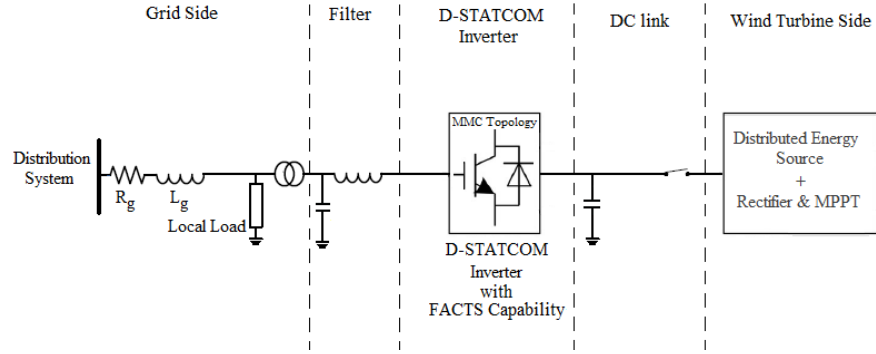 Grid Side
Filter
D-STATCOM
Inverter
DC link
Wind Turbine Side
MMC Topology
Distribution
System
Rg
Lg
Local Load
Distributed Energy
Source
+
Rectifier & MPPT
D-STATCOM
Inverter
with
FACTS Capability